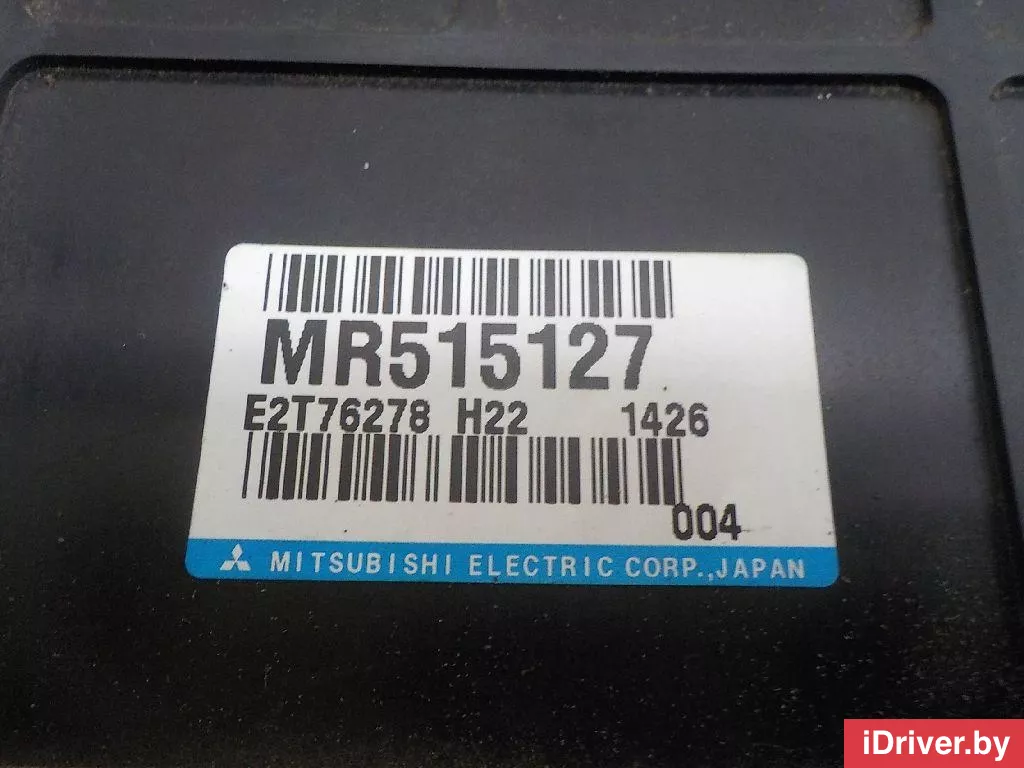 MR515127
E2T76278 H22 1426
004
MITSUBISHI ELECTRIC CORP.,JAPAN
iDriver.by